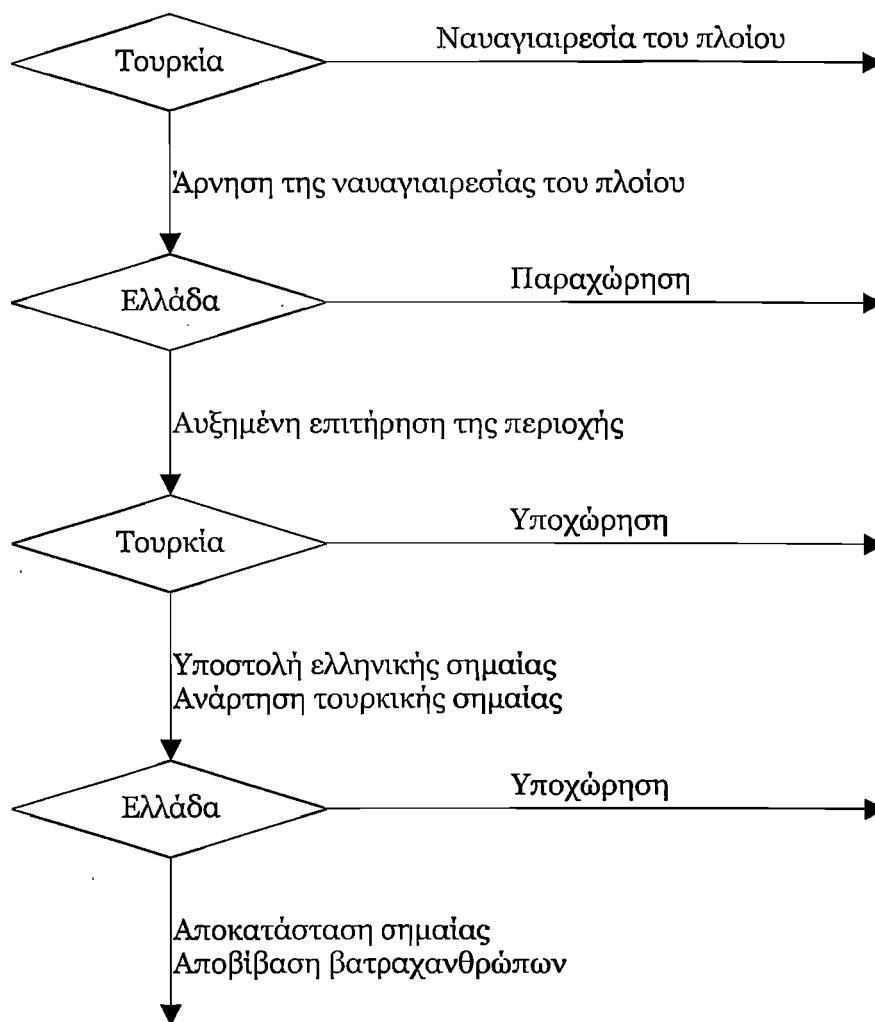 Ναυαγιαιρεσία του πλοίου
Τουρκία
Άρνηση της ναυαγιαιρεσίας του πλοίου
Παραχώρηση
Ελλάδα
Αυξημένη επιτήρηση της περιοχής
Υποχώρηση
Τουρκία
Υποστολή ελληνικής σημαίας
Ανάρτηση τουρκικής σημαίας
Υποχώρηση
Ελλάδα
Αποκατάσταση σημαίας
Αποβίβαση βατραχανθρώπων